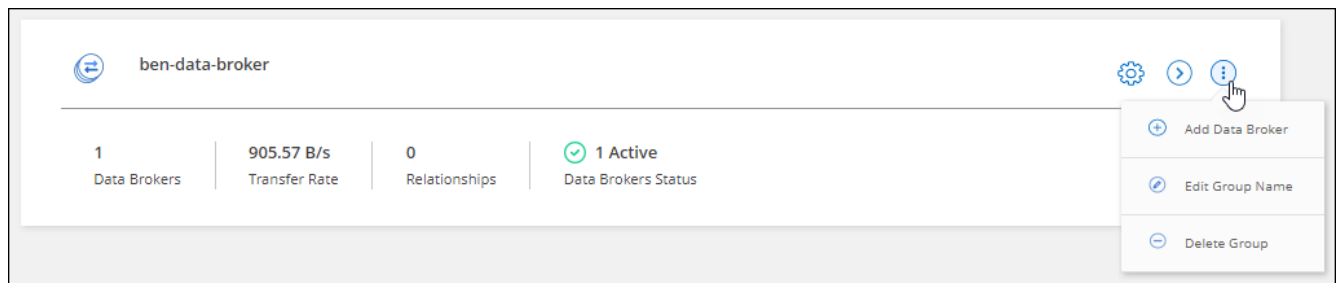 ben-data-broker
1
905.57 B/s
0
1 Active
Data Brokers
Transfer Rate
Relationships
Data Brokers Status
Add Data Broker
Edit Group Name
Delete Group